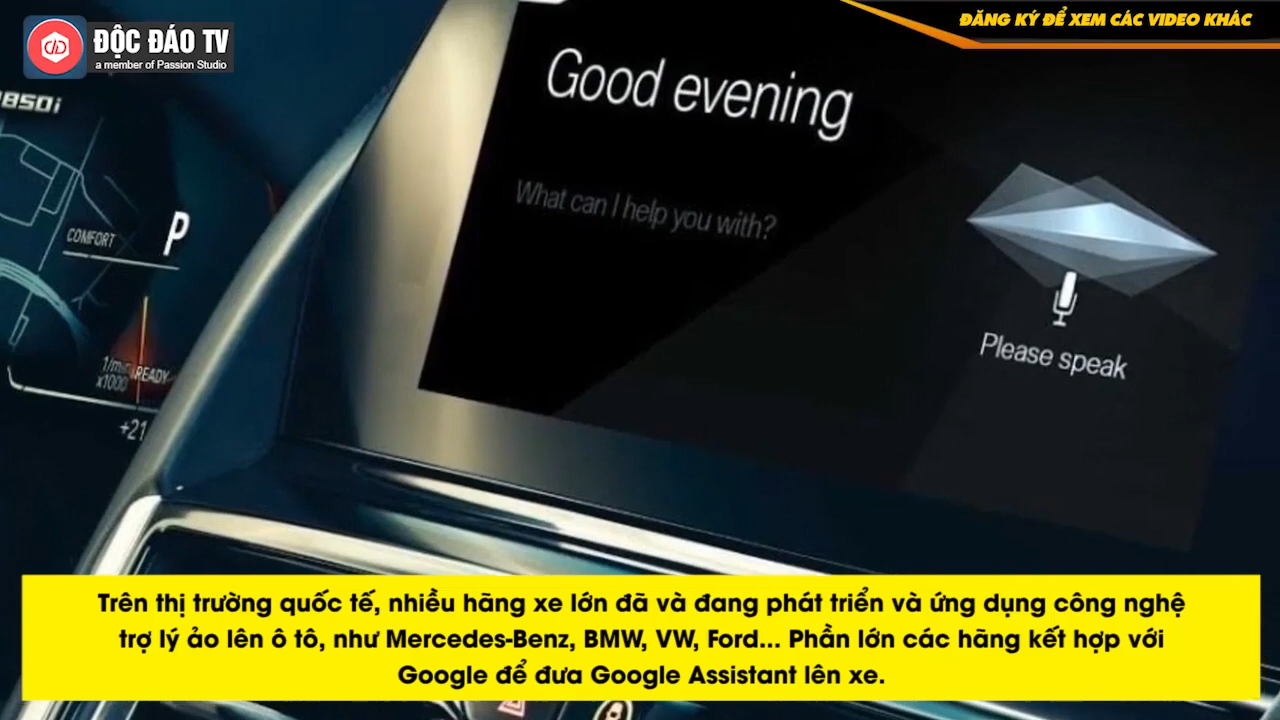 ĐỘC ĐÁO TV
a member of Passion Studio
ĐĂNG KÝ ĐỂ XEM CÁC VIDEO KHÁC
850i
COMFORT
P
1/min
x1000
READY
+21
Good evening
What can I help you with?
Please speak
Trên thị trường quốc tế, nhiều hãng xe lớn đã và đang phát triển và ứng dụng công nghệ
trợ lý ảo lên ô tô, như Mercedes-Benz, BMW, VW, Ford... Phần lớn các hãng kết hợp với
Google để đưa Google Assistant lên xe.